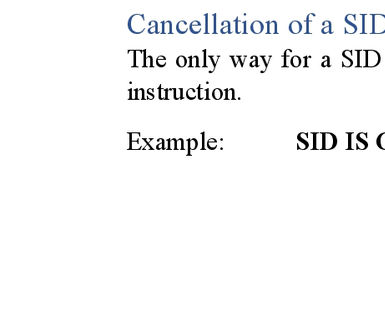 Cancellation of a SID
The only way for a SID
instruction.
Example: SID IS